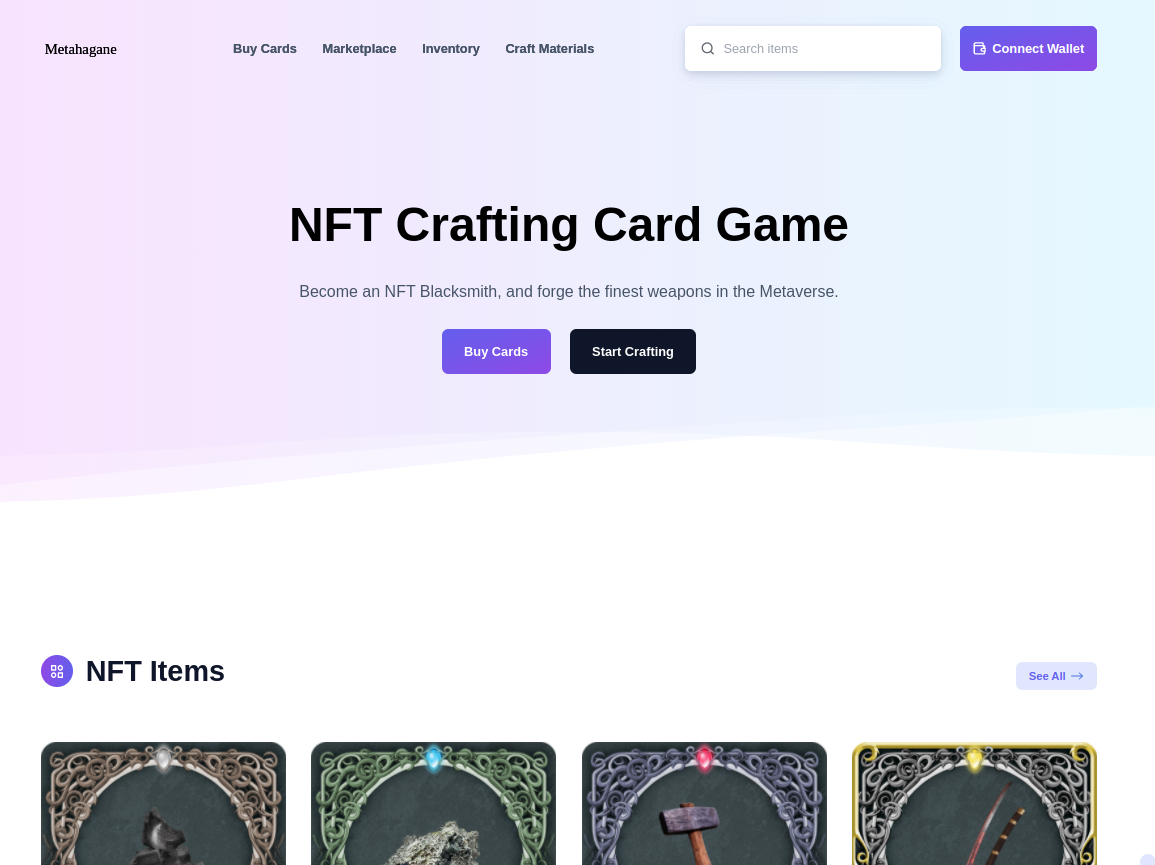 Metahagane
Buy Cards
Marketplace
Inventory
Craft Materials
Search items
Connect Wallet
NFT Crafting Card Game
Become an NFT Blacksmith, and forge the finest weapons in the Metaverse.
Buy Cards
Start Crafting
NFT Items
See All